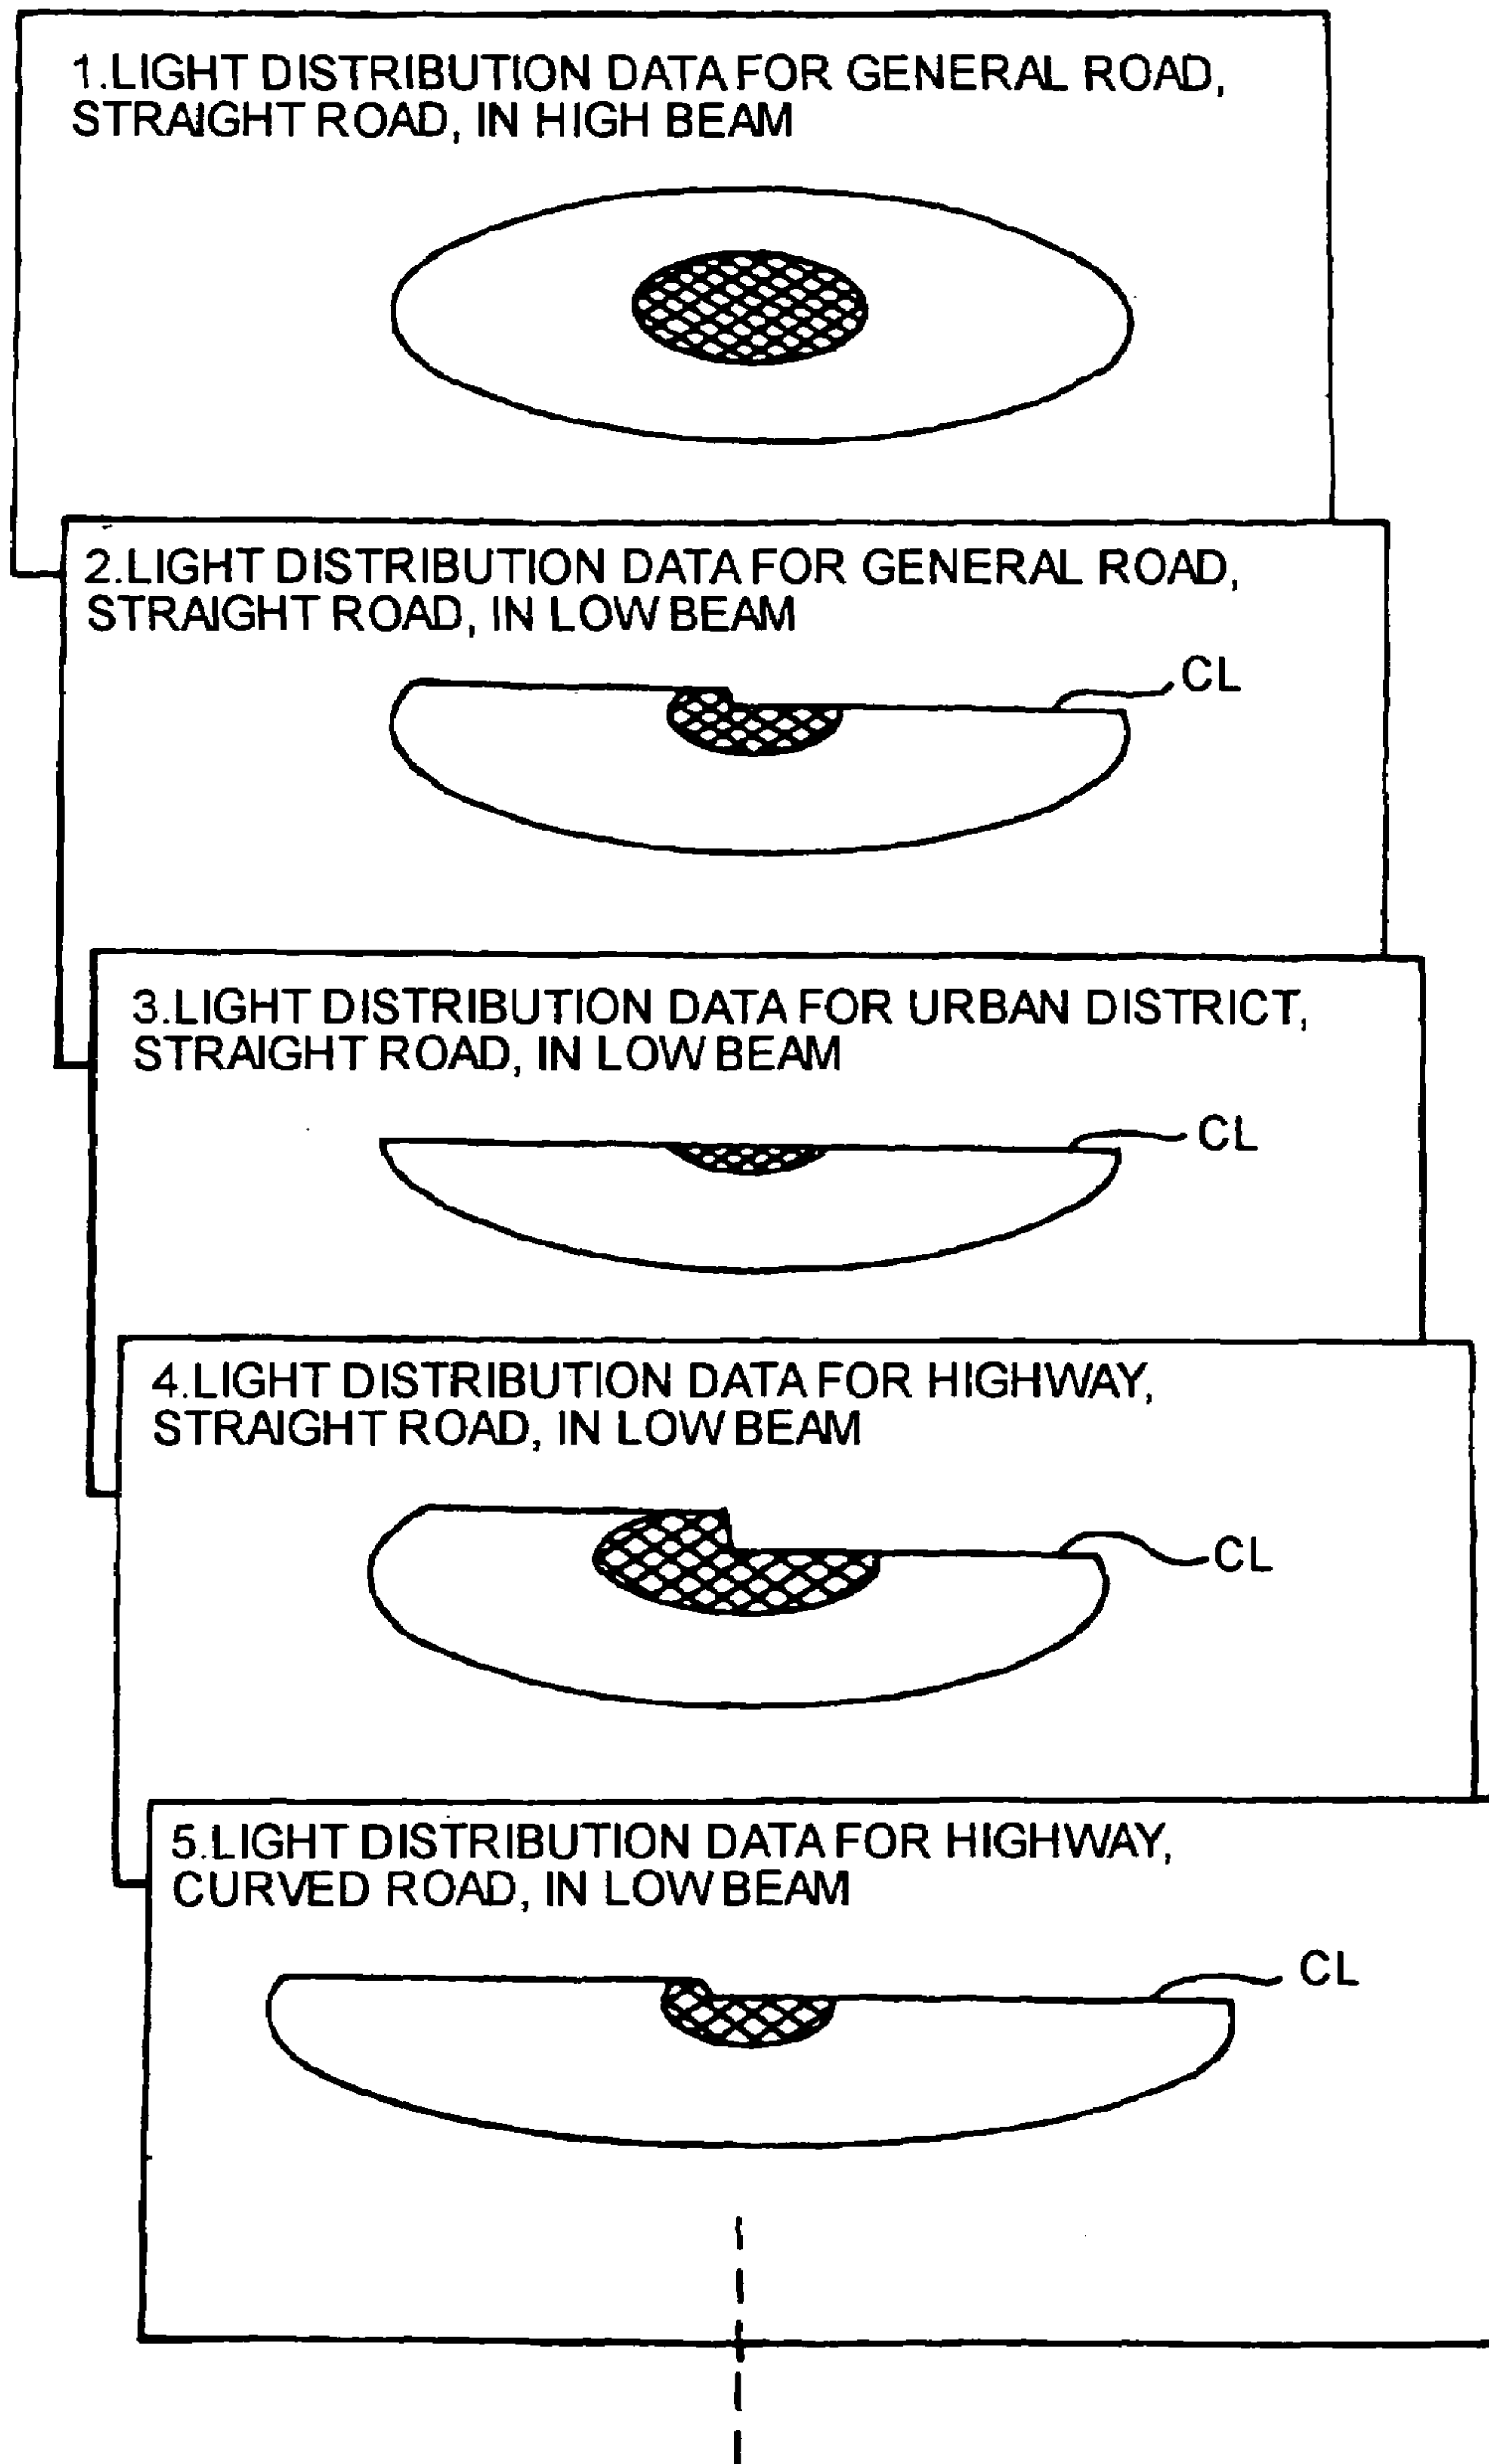 1.LIGHT DISTRIBUTION DATA FOR GENERAL ROAD,
STRAIGHT ROAD, IN HIGH BEAM
2.LIGHT DISTRIBUTION DATA FOR GENERAL ROAD,
STRAIGHT ROAD, IN LOW BEAM
CL
3.LIGHT DISTRIBUTION DATA FOR URBAN DISTRICT,
STRAIGHT ROAD, IN LOW BEAM
CL
4.LIGHT DISTRIBUTION DATA FOR HIGHWAY,
STRAIGHT ROAD, IN LOW BEAM
CL
5.LIGHT DISTRIBUTION DATA FOR HIGHWAY,
CURVED ROAD, IN LOW BEAM
CL